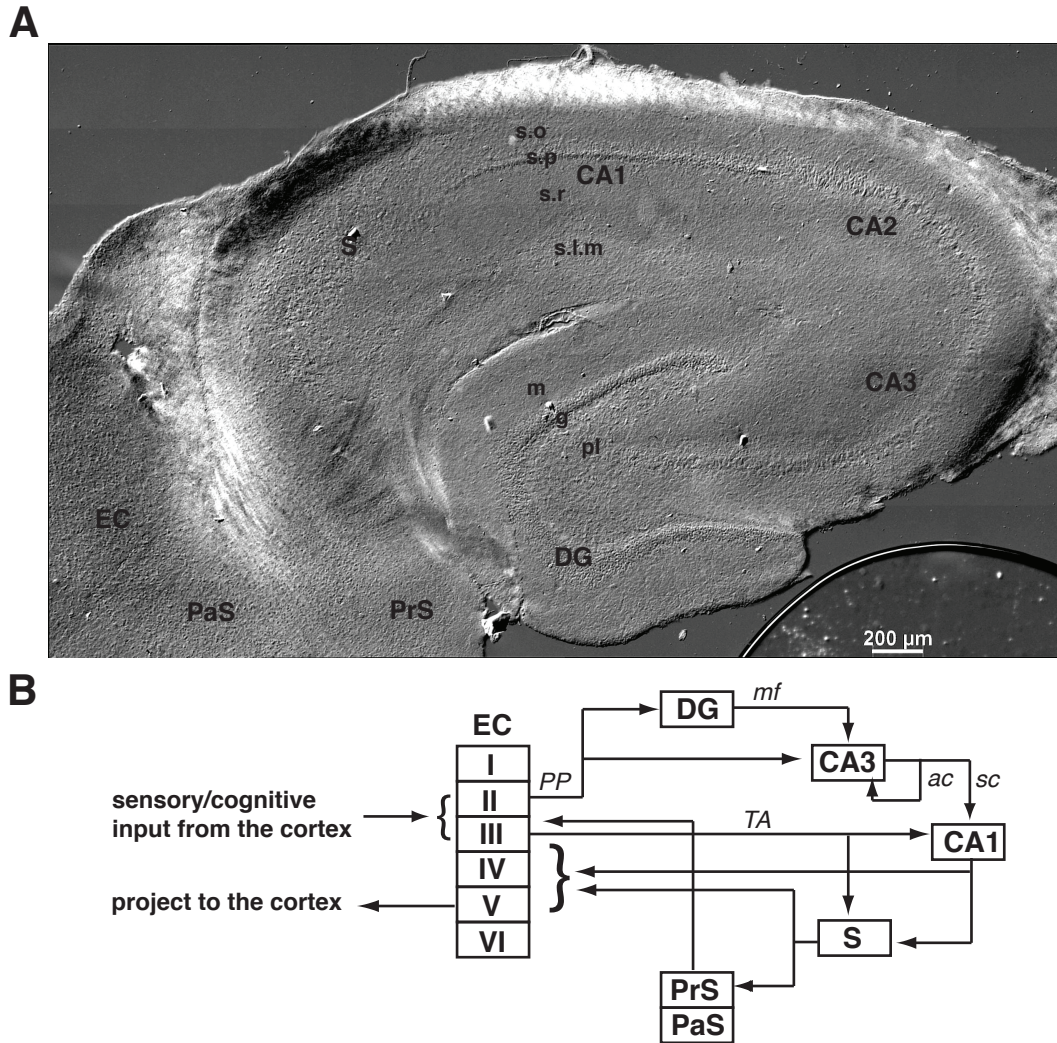 A
s.o
s.p
CA1
s.r
CA2
S
s.l.m
m
CA3
g
pl
EC
DG
PaS
PrS
200 µm
B
EC
DG
mf
I
CA3
PP
II
ac
sc
sensory/cognitive
input from the cortex
III
TA
CA1
IV
project to the cortex
V
S
VI
PrS
PaS